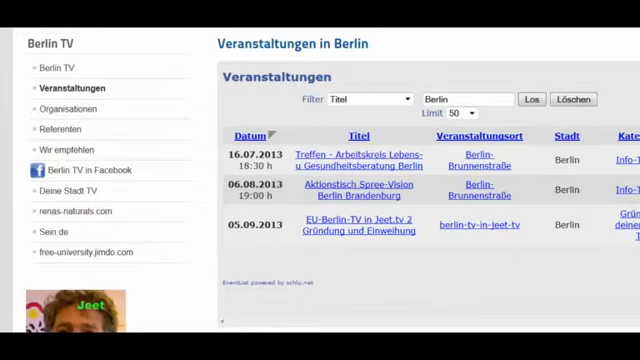 Berlin TV
Berlin TV
Veranstaltungen
Organisationen
Referenten
Wir empfehlen
Berlin TV in Facebook
Deine Stadt TV
renas-naturals.com
Sein.de
free-university.jimdo.com
Jeet
Veranstaltungen in Berlin
Veranstaltungen
Filter Titel Berlin Los Löschen
Limit 50
Datum Titel Veranstaltungsort Stadt Kate
16.07.2013 Treffen - Arbeitskreis Lebens- Berlin- Berlin Info-T
18:30 h u Gesundheitsberatung Berlin Brunnenstraße
06.08.2013 Aktionstisch Spree-Vision Berlin- Berlin Info-T
19:00 h Berlin Brandenburg Brunnenstraße
05.09.2013 EU-Berlin-TV in Jeet.tv 2 berlin-tv-in-jeet-tv Berlin Grün
Gründung und Einweihung deiner
EventList powered by schlu.net